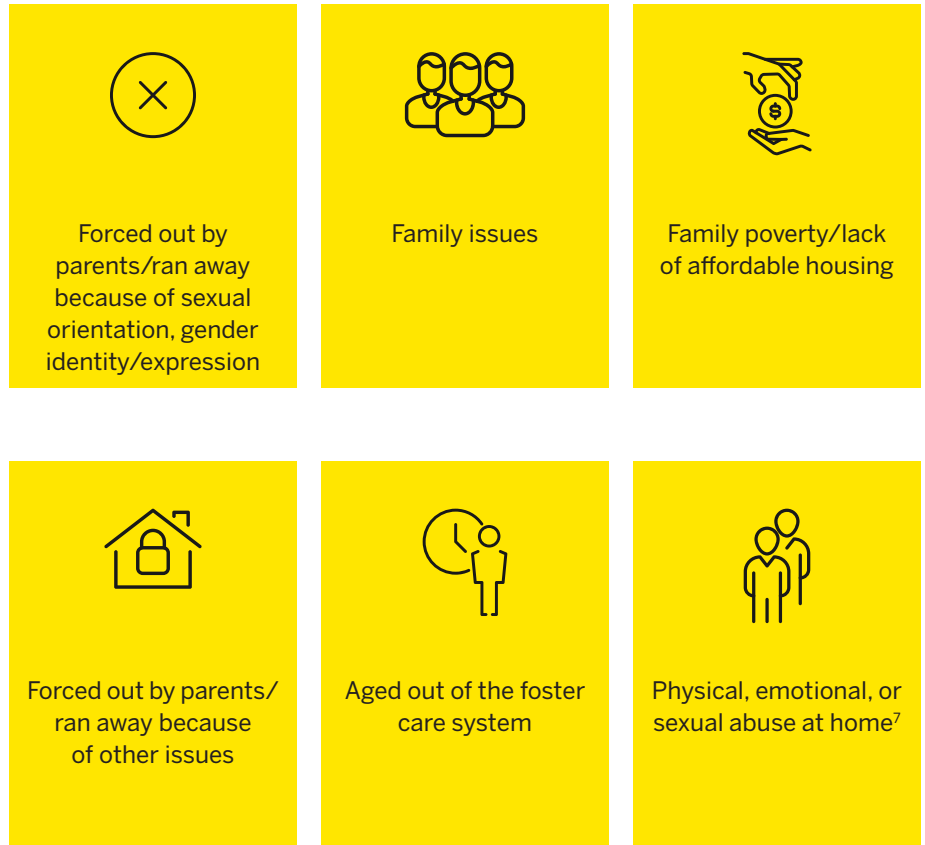 $
Forced out by
parents/ran away
because of sexual
orientation, gender
identity/expression
Family issues
Family poverty/lack
of affordable housing
Forced out by parents/
ran away because
of other issues
Aged out of the foster
care system
Physical, emotional, or
sexual abuse at home⁷